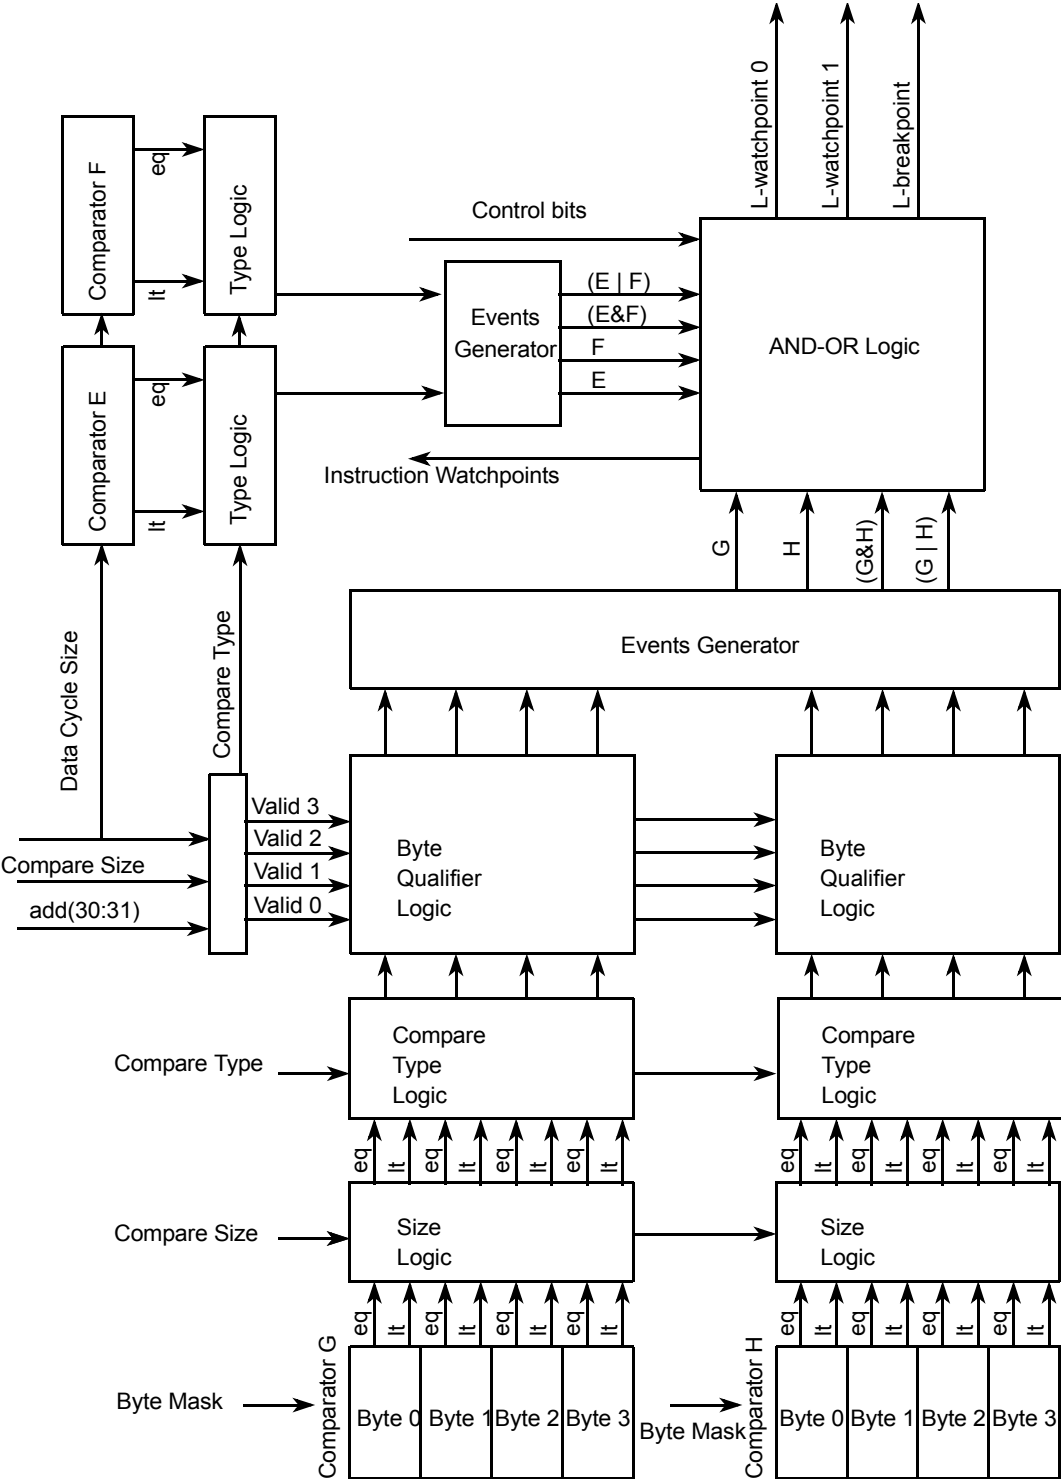 L-watchpoint 0
L-watchpoint 1
L-breakpoint
Comparator F
eq
lt
Type Logic
Control bits
Events
Generator
(E | F)
(E&F)
F
E
AND-OR Logic
Comparator E
eq
lt
Type Logic
Instruction Watchpoints
G
H
(G&H)
(G | H)
Events Generator
Data Cycle Size
Compare Type
Compare Size
add(30:31)
Valid 3
Valid 2
Valid 1
Valid 0
Byte
Qualifier
Logic
Byte
Qualifier
Logic
Compare Type
Compare
Type
Logic
Compare
Type
Logic
eq
lt
eq
lt
eq
lt
eq
lt
eq
lt
eq
lt
eq
lt
eq
lt
Compare Size
Size
Logic
Size
Logic
eq
lt
eq
lt
eq
lt
eq
lt
eq
lt
eq
lt
eq
lt
eq
lt
Byte Mask
Comparator G
Byte 0
Byte 1
Byte 2
Byte 3
Byte Mask
Comparator H
Byte 0
Byte 1
Byte 2
Byte 3